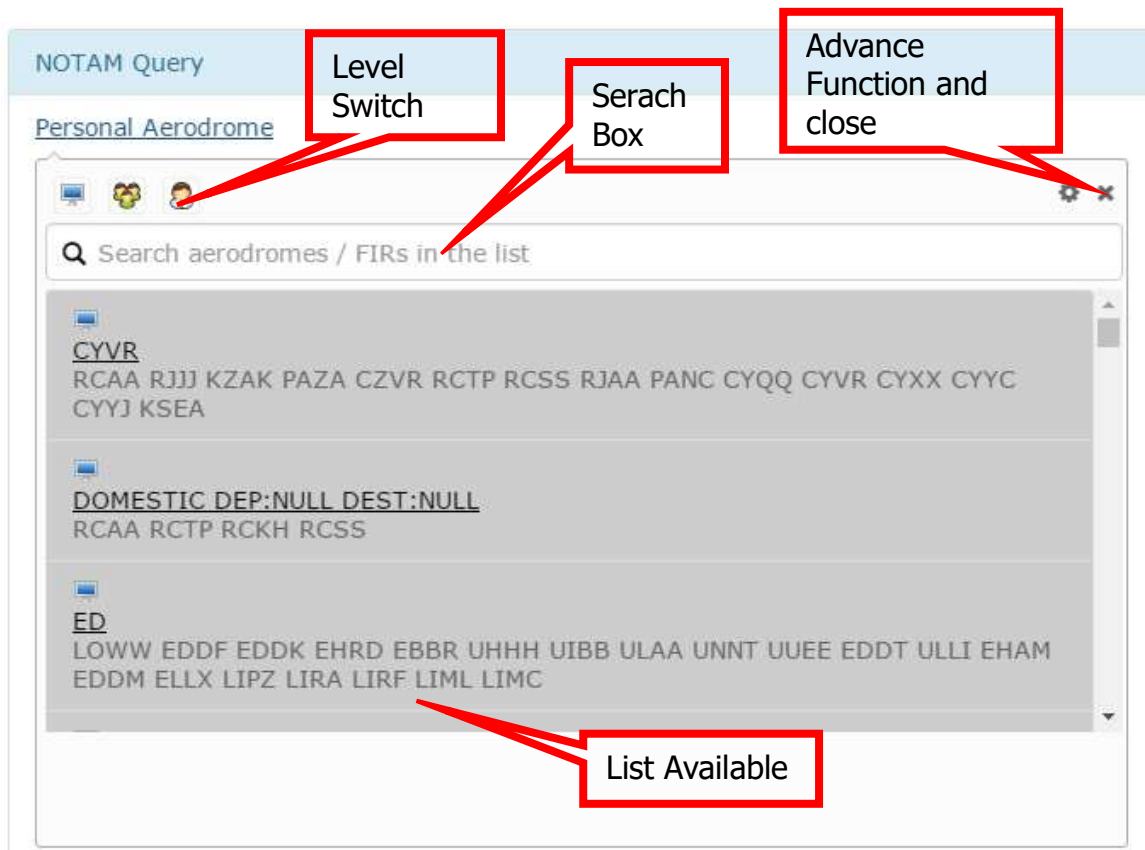 NOTAM Query
Level
Switch
Serach
Box
Advance
Function and
close
Personal Aerodrome
Search aerodromes / FIRs in the list
CYVR
RCAA RJJJ KZAK PAZA CZVR RCTP RCSS RJAA PANC CYQQ CYVR CYXX CYYC
CYYJ KSEA
DOMESTIC DEP:NULL DEST:NULL
RCAA RCTP RCKH RCSS
ED
LOWW EDDF EDDK EHRD EBBR UHHH UIBB ULAA UNNT UUEE EDDT ULLI EHAM
EDDM ELLX LIPZ LIRA LIRF LIML LIMC
List Available